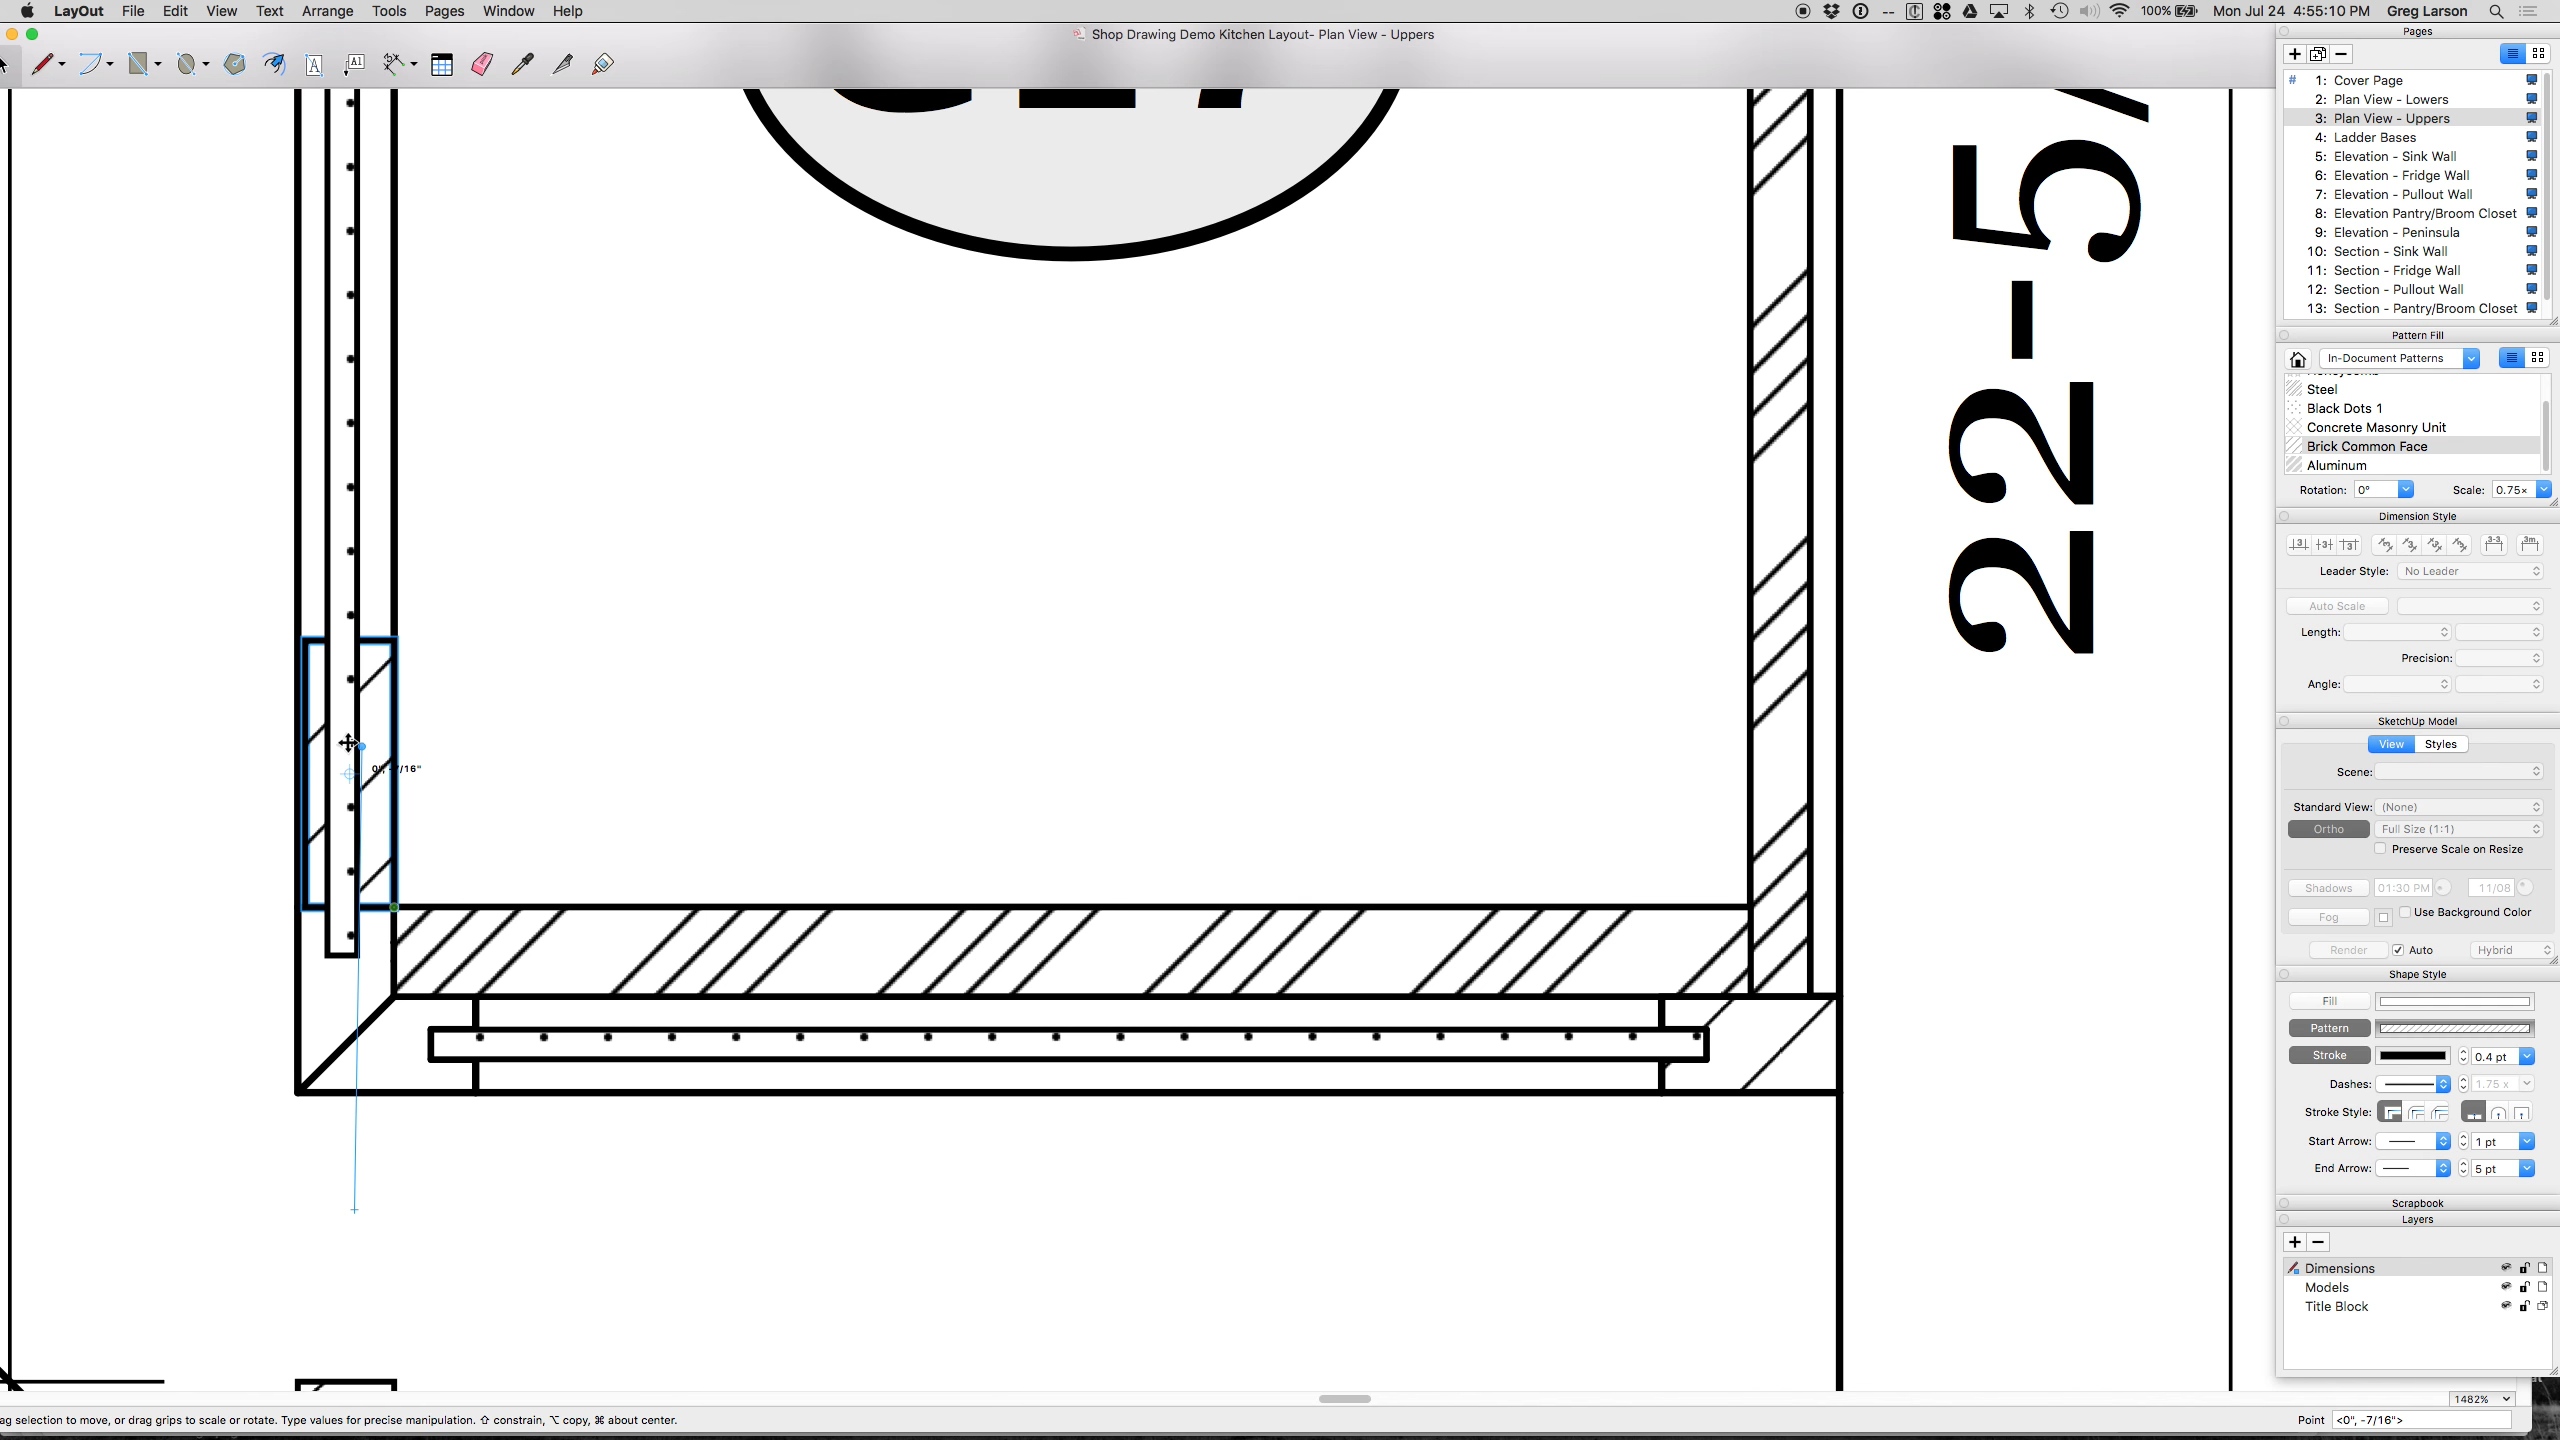 LayOut File Edit View Text Arrange Tools Pages Window Help
100% Mon Jul 24 4:55:10 PM Greg Larson
Shop Drawing Demo Kitchen Layout- Plan View - Uppers
22-5/
0", -7/16"
Pages
# 1: Cover Page
2: Plan View - Lowers
3: Plan View - Uppers
4: Ladder Bases
5: Elevation - Sink Wall
6: Elevation - Fridge Wall
7: Elevation - Pullout Wall
8: Elevation Pantry/Broom Closet
9: Elevation - Peninsula
10: Section - Sink Wall
11: Section - Fridge Wall
12: Section - Pullout Wall
13: Section - Pantry/Broom Closet
Pattern Fill
In-Document Patterns
Steel
Black Dots 1
Concrete Masonry Unit
Brick Common Face
Aluminum
Rotation: 0° Scale: 0.75×
Dimension Style
Leader Style: No Leader
Auto Scale
Length:
Precision:
Angle:
SketchUp Model
View Styles
Scene:
Standard View: (None)
Ortho Full Size (1:1)
Preserve Scale on Resize
Shadows 01:30 PM 11/08
Fog Use Background Color
Render Auto Hybrid
Shape Style
Fill
Pattern
Stroke 0.4 pt
Dashes: 1.75 x
Stroke Style:
Start Arrow: 1 pt
End Arrow: 5 pt
Scrapbook
Layers
Dimensions
Models
Title Block
1482%
ag selection to move, or drag grips to scale or rotate. Type values for precise manipulation. ⇧ constrain, ⌥ copy, ⌘ about center.
Point <0", -7/16">